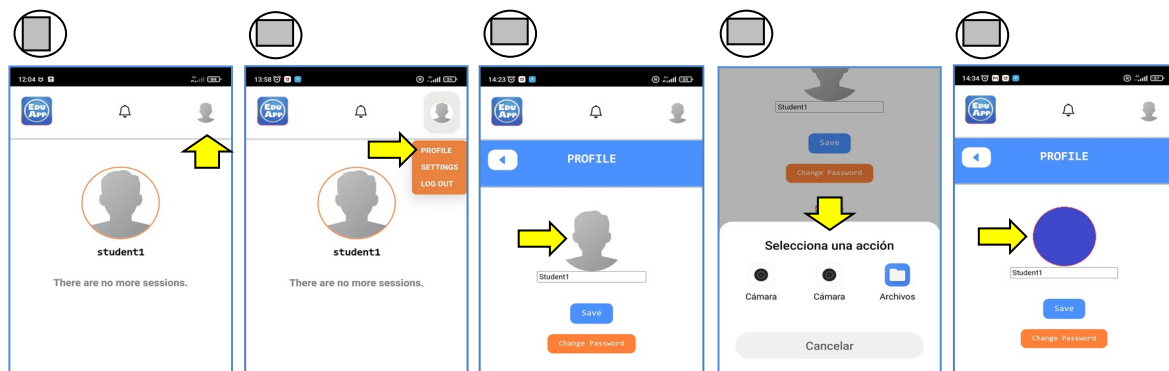 12:04
EDU
APP
student1
There are no more sessions.
13:58
EDU
APP
PROFILE
SETTINGS
LOG OUT
student1
There are no more sessions.
14:23
EDU
APP
PROFILE
Student1
Save
Change Password
Student1
Save
Change Password
Selecciona una acción
Cámara
Cámara
Archivos
Cancelar
14:34
EDU
APP
PROFILE
Student1
Save
Change Password